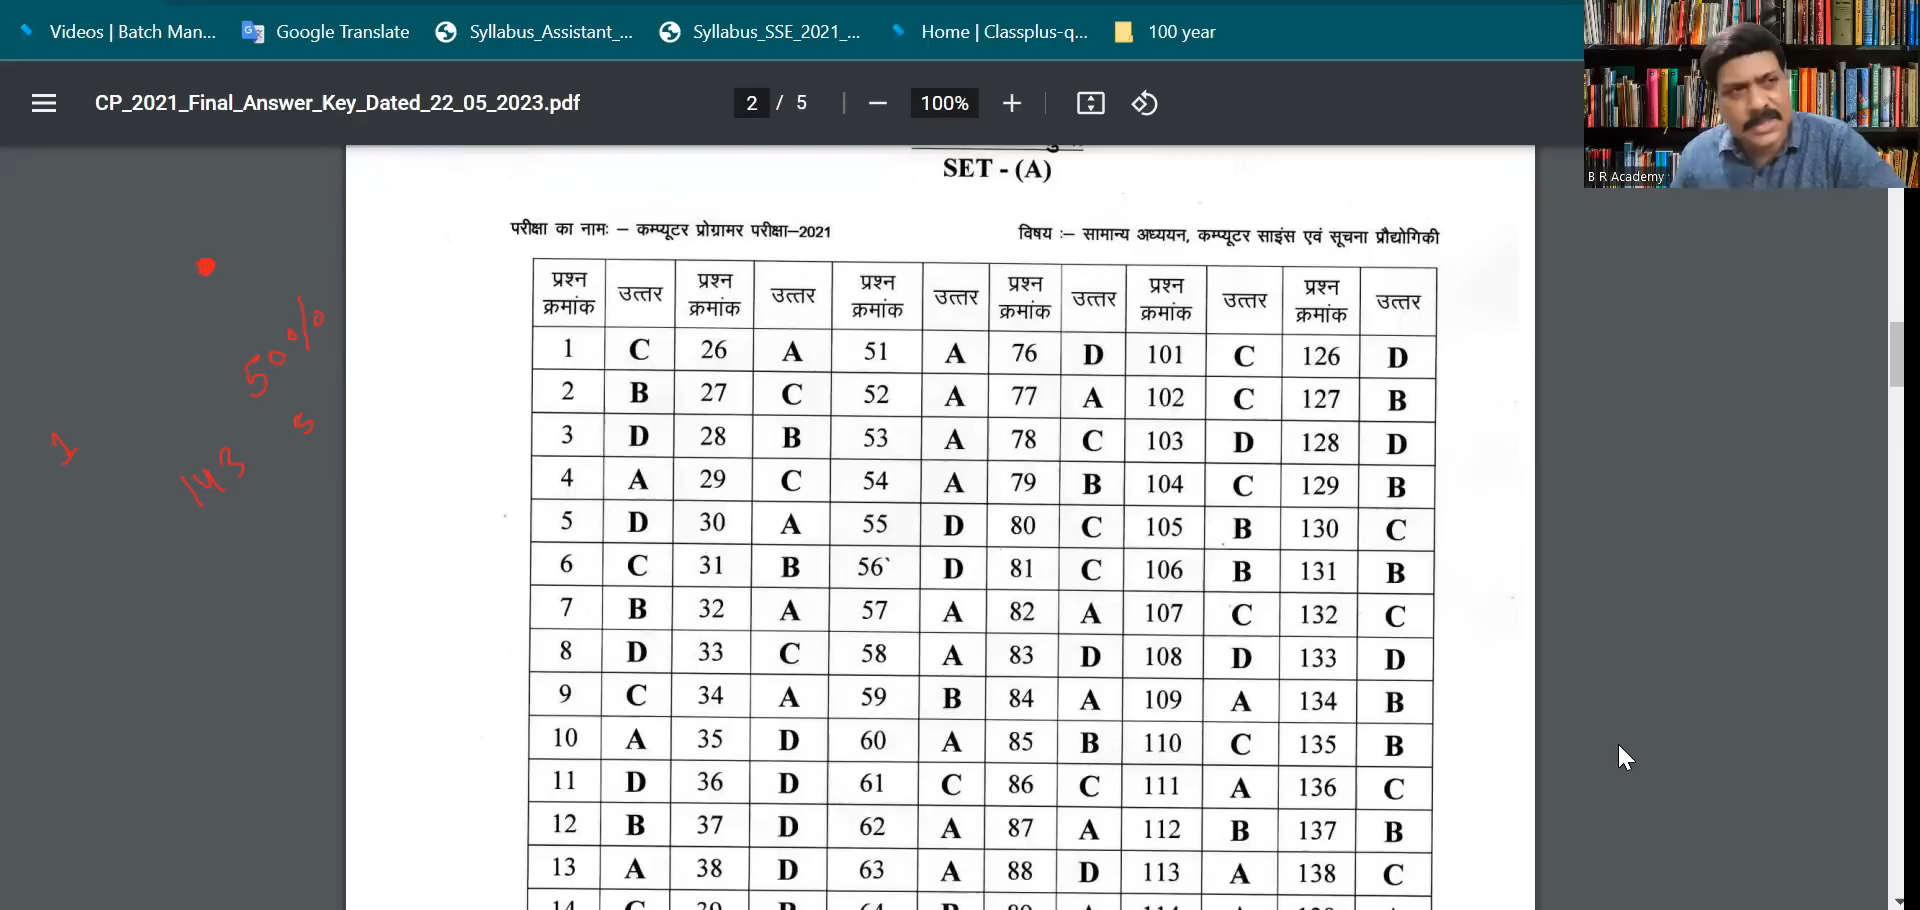 Videos | Batch Man... Google Translate Syllabus_Assistant_... Syllabus_SSE_2021_... Home | Classplus-q... 100 year
CP_2021_Final_Answer_Key_Dated_22_05_2023.pdf 2 / 5 100%
B R Academy
SET - (A)
परीक्षा का नामः – कम्प्यूटर प्रोग्रामर परीक्षा–2021 विषय :– सामान्य अध्ययन, कम्प्यूटर साइंस एवं सूचना प्रौद्योगिकी
प्रश्न क्रमांक उत्तर प्रश्न क्रमांक उत्तर प्रश्न क्रमांक उत्तर प्रश्न क्रमांक उत्तर प्रश्न क्रमांक उत्तर प्रश्न क्रमांक उत्तर
1 C 26 A 51 A 76 D 101 C 126 D
2 B 27 C 52 A 77 A 102 C 127 B
3 D 28 B 53 A 78 C 103 D 128 D
4 A 29 C 54 A 79 B 104 C 129 B
5 D 30 A 55 D 80 C 105 B 130 C
6 C 31 B 56 D 81 C 106 B 131 B
7 B 32 A 57 A 82 A 107 C 132 C
8 D 33 C 58 A 83 D 108 D 133 D
9 C 34 A 59 B 84 A 109 A 134 B
10 A 35 D 60 A 85 B 110 C 135 B
11 D 36 D 61 C 86 C 111 A 136 C
12 B 37 D 62 A 87 A 112 B 137 B
13 A 38 D 63 A 88 D 113 A 138 C
50%
143